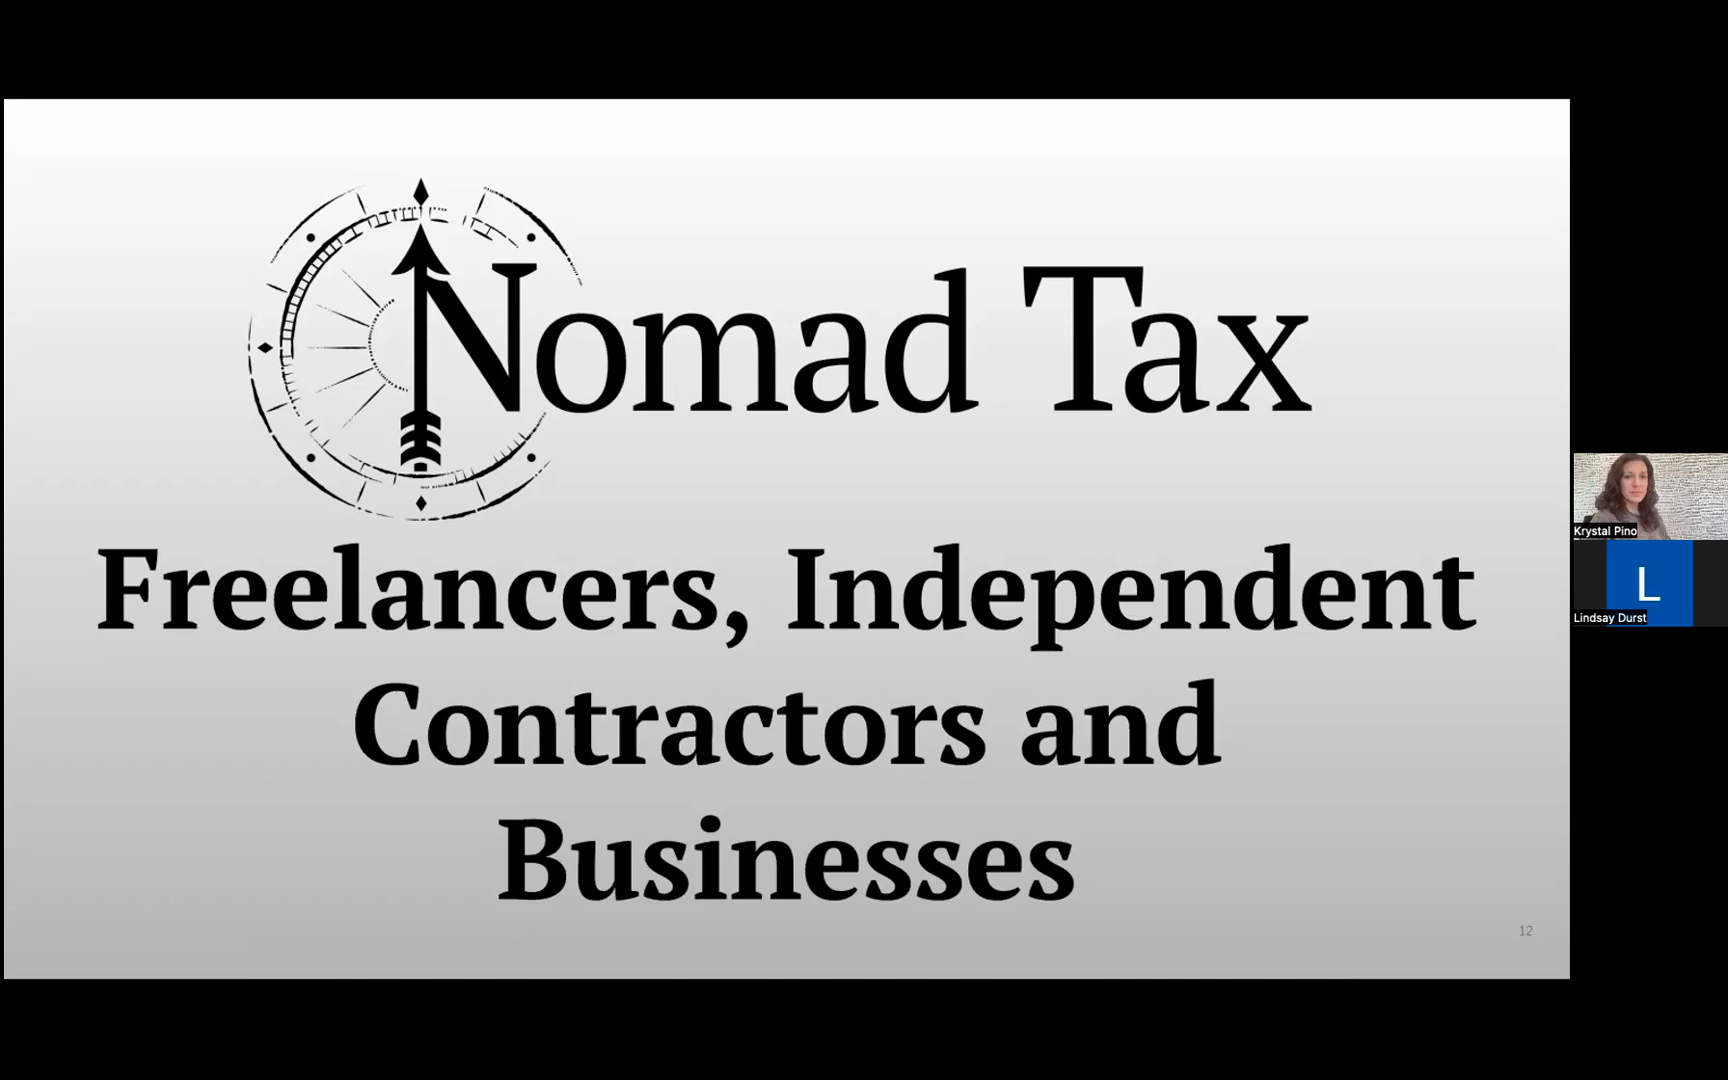 Nomad Tax
Freelancers, Independent
Contractors and
Businesses
12
Krystal Pino
L
Lindsay Durst